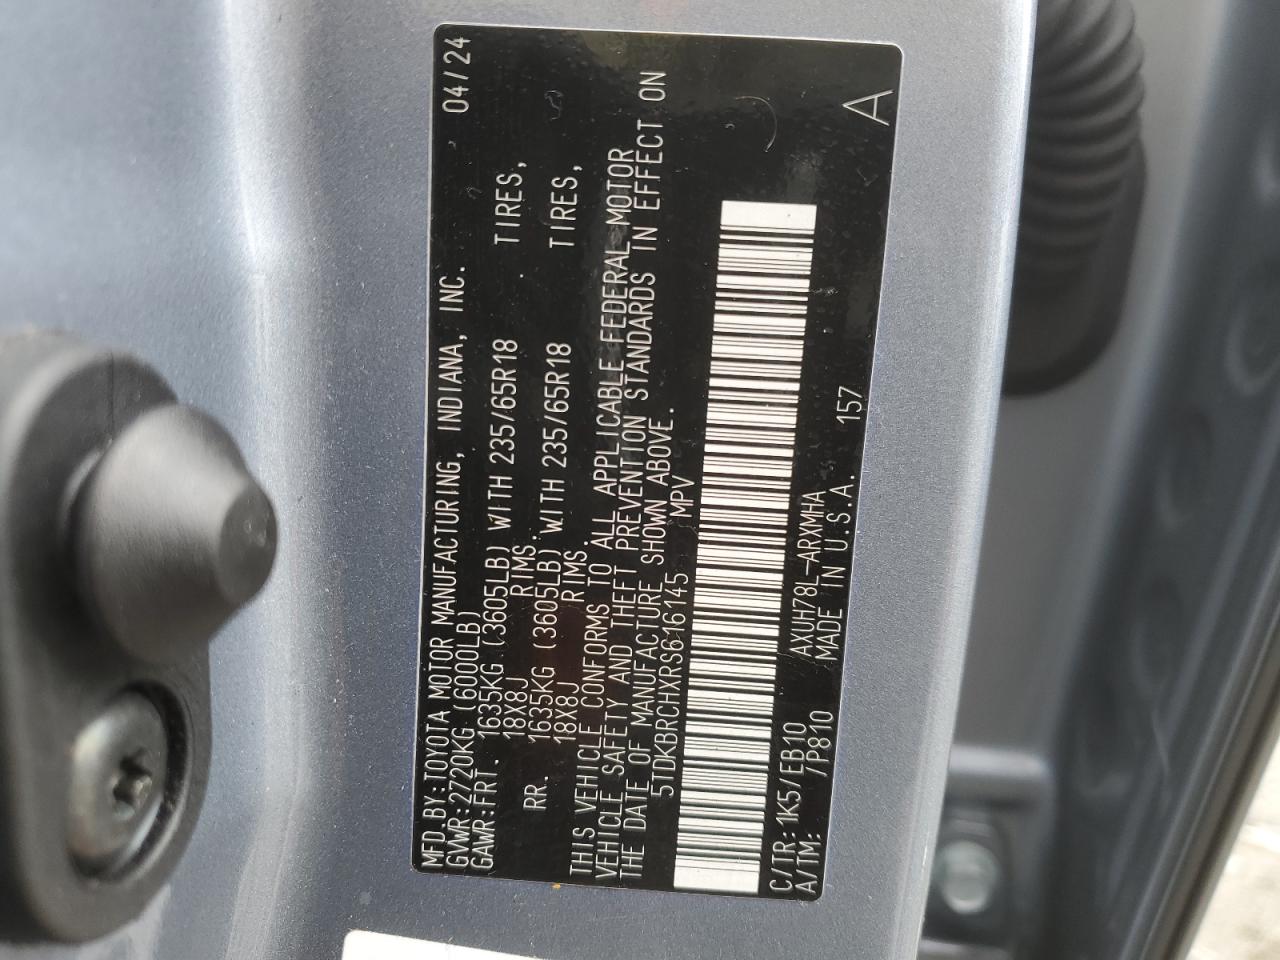 MFD.BY:TOYOTA MOTOR MANUFACTURING, INDIANA, INC. 04/24
GVWR:2720KG (6000LB)
GAWR:FRT. 1635KG (3605LB) WITH 235/65R18 TIRES,
18X8J RIMS.
RR. 1635KG (3605LB) WITH 235/65R18 TIRES,
18X8J RIMS.
THIS VEHICLE CONFORMS TO ALL APPLICABLE FEDERAL MOTOR
VEHICLE SAFETY AND THEFT PREVENTION STANDARDS IN EFFECT ON
THE DATE OF MANUFACTURE SHOWN ABOVE.
5TDKBRCHXRS616145 MPV
C/TR:1K5/EB10 AXUH78L-ARXMHA 157 A
A/TM: /P810 MADE IN U.S.A.